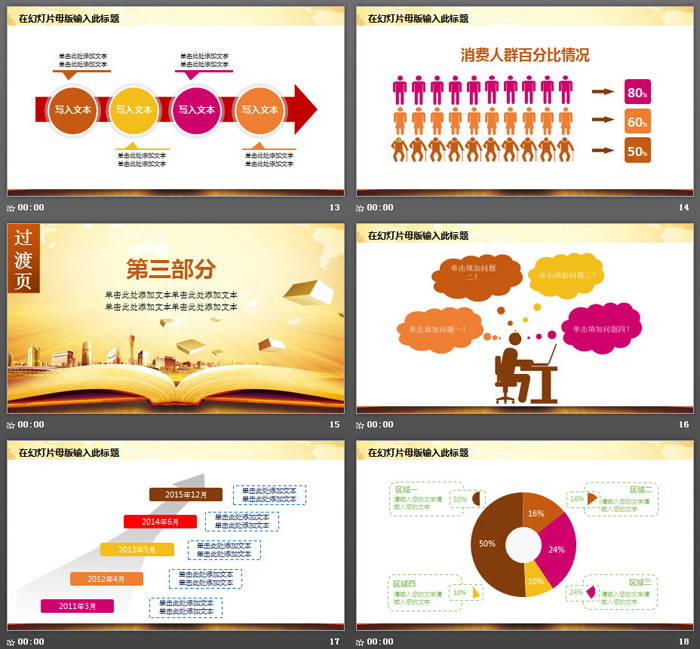 在幻灯片母版输入此标题
单击此处添加文字
单击此处添加文字
单击此处添加文字
单击此处添加文字
写入文本
写入文本
写入文本
写入文本
单击此处添加文字
单击此处添加文字
单击此处添加文字
单击此处添加文字
00:00
13
在幻灯片母版输入此标题
消费人群百分比情况
80%
60%
50%
00:00
14
过渡页
第三部分
单击此处添加文本单击此处添加文本
单击此处添加文本单击此处添加文本
00:00
15
在幻灯片母版输入此标题
单击填加问题
二?
单击填加问题三?
单击填加问题一?
单击填加问题四?
00:00
16
在幻灯片母版输入此标题
2015年12月
单击此处添加文本
单击此处添加文本
2014年6月
单击此处添加文本
单击此处添加文本
2013年5月
单击此处添加文本
单击此处添加文本
2012年4月
单击此处添加文本
单击此处添加文本
2011年3月
单击此处添加文本
单击此处添加文本
00:00
17
在幻灯片母版输入此标题
区域一
请输入您的文字请
输入您的文字
50%
16%
区域二
请输入您的文字请
输入您的文字
16%
50%
24%
10%
区域四
请输入您的文字请
输入您的文字
10%
24%
区域三
请输入您的文字请
输入您的文字
00:00
18